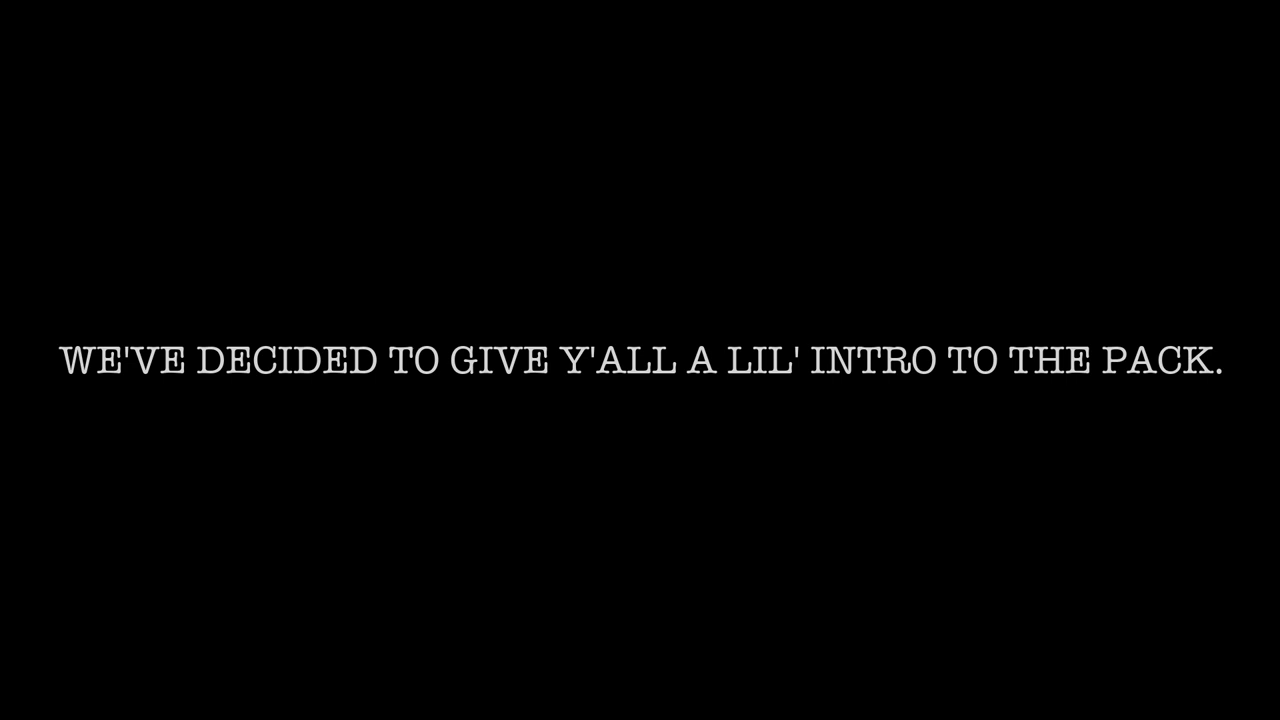 WE'VE DECIDED TO GIVE Y'ALL A LIL' INTRO TO THE PACK.